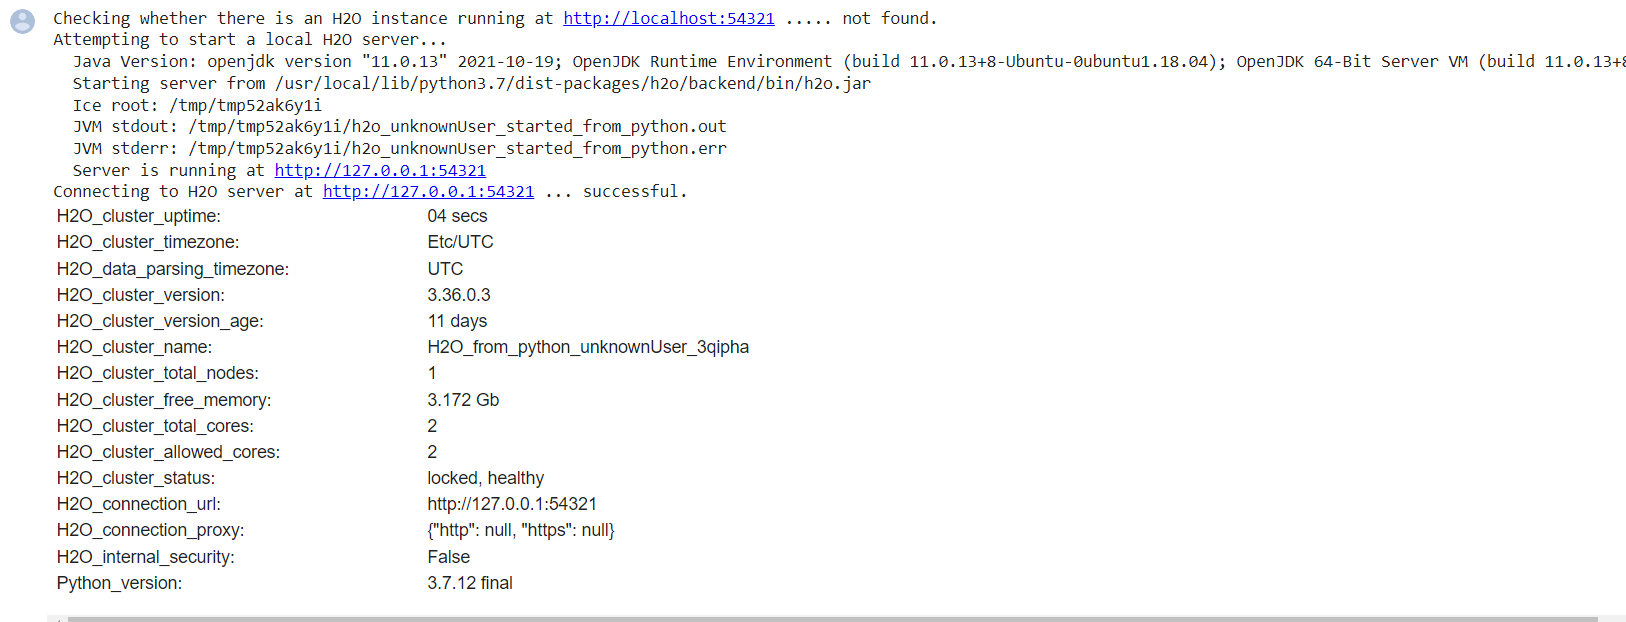 Checking whether there is an H2O instance running at http://localhost:54321 ..... not found.
Attempting to start a local H2O server...
Java Version: openjdk version "11.0.13" 2021-10-19; OpenJDK Runtime Environment (build 11.0.13+8-Ubuntu-0ubuntu1.18.04); OpenJDK 64-Bit Server VM (build 11.0.13+8
Starting server from /usr/local/lib/python3.7/dist-packages/h2o/backend/bin/h2o.jar
Ice root: /tmp/tmp52ak6y1i
JVM stdout: /tmp/tmp52ak6y1i/h2o_unknownUser_started_from_python.out
JVM stderr: /tmp/tmp52ak6y1i/h2o_unknownUser_started_from_python.err
Server is running at http://127.0.0.1:54321
Connecting to H2O server at http://127.0.0.1:54321 ... successful.
H2O_cluster_uptime: 04 secs
H2O_cluster_timezone: Etc/UTC
H2O_data_parsing_timezone: UTC
H2O_cluster_version: 3.36.0.3
H2O_cluster_version_age: 11 days
H2O_cluster_name: H2O_from_python_unknownUser_3qipha
H2O_cluster_total_nodes: 1
H2O_cluster_free_memory: 3.172 Gb
H2O_cluster_total_cores: 2
H2O_cluster_allowed_cores: 2
H2O_cluster_status: locked, healthy
H2O_connection_url: http://127.0.0.1:54321
H2O_connection_proxy: {"http": null, "https": null}
H2O_internal_security: False
Python_version: 3.7.12 final